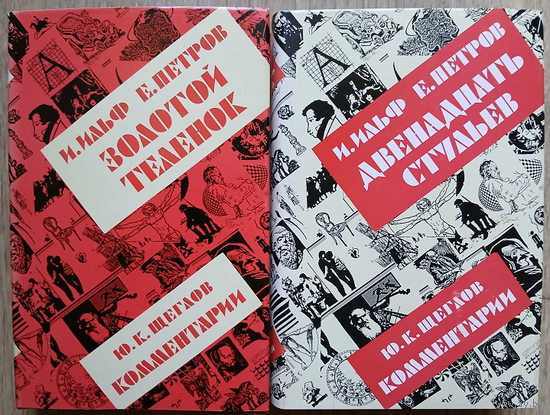 И. ИЛЬФ Е. ПЕТРОВ
ЗОЛОТОЙ
ТЕЛЕНОК
Ю. К. ЩЕГЛОВ
КОММЕНТАРИИ
И. ИЛЬФ Е. ПЕТРОВ
ДВЕНАДЦАТЬ
СТУЛЬЕВ
Ю. К. ЩЕГЛОВ
КОММЕНТАРИИ
А
А